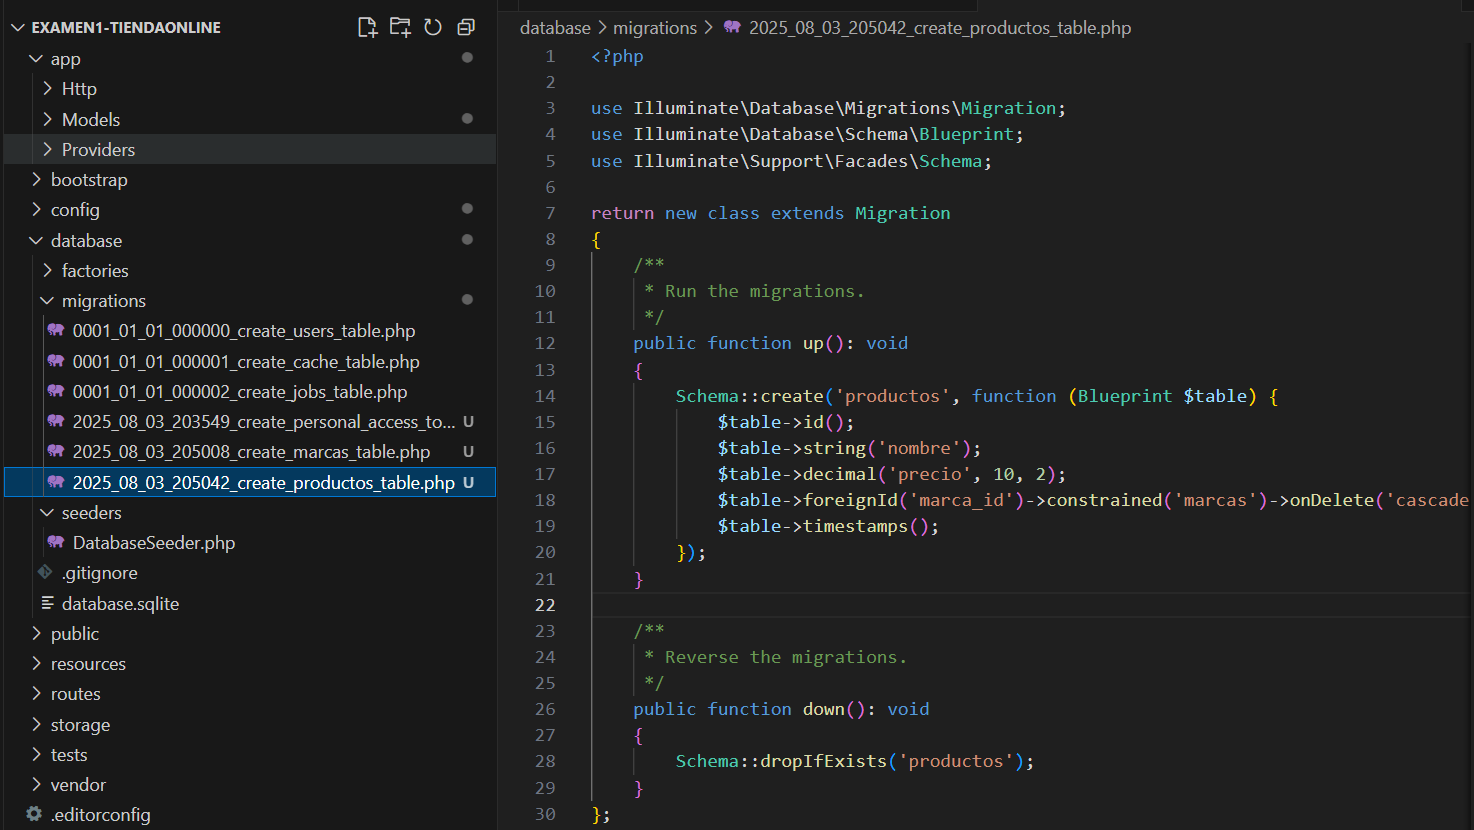 EXAMEN1-TIENDAONLINE
app
Http
Models
Providers
bootstrap
config
database
factories
migrations
0001_01_01_000000_create_users_table.php
0001_01_01_000001_create_cache_table.php
0001_01_01_000002_create_jobs_table.php
2025_08_03_203549_create_personal_access_to... U
2025_08_03_205008_create_marcas_table.php U
2025_08_03_205042_create_productos_table.php U
seeders
DatabaseSeeder.php
.gitignore
database.sqlite
public
resources
routes
storage
tests
vendor
.editorconfig
database > migrations > 2025_08_03_205042_create_productos_table.php
1 <?php
2
3 use Illuminate\Database\Migrations\Migration;
4 use Illuminate\Database\Schema\Blueprint;
5 use Illuminate\Support\Facades\Schema;
6
7 return new class extends Migration
8 {
9 /**
10 * Run the migrations.
11 */
12 public function up(): void
13 {
14 Schema::create('productos', function (Blueprint $table) {
15 $table->id();
16 $table->string('nombre');
17 $table->decimal('precio', 10, 2);
18 $table->foreignId('marca_id')->constrained('marcas')->onDelete('cascade
19 $table->timestamps();
20 });
21 }
22
23 /**
24 * Reverse the migrations.
25 */
26 public function down(): void
27 {
28 Schema::dropIfExists('productos');
29 }
30 };